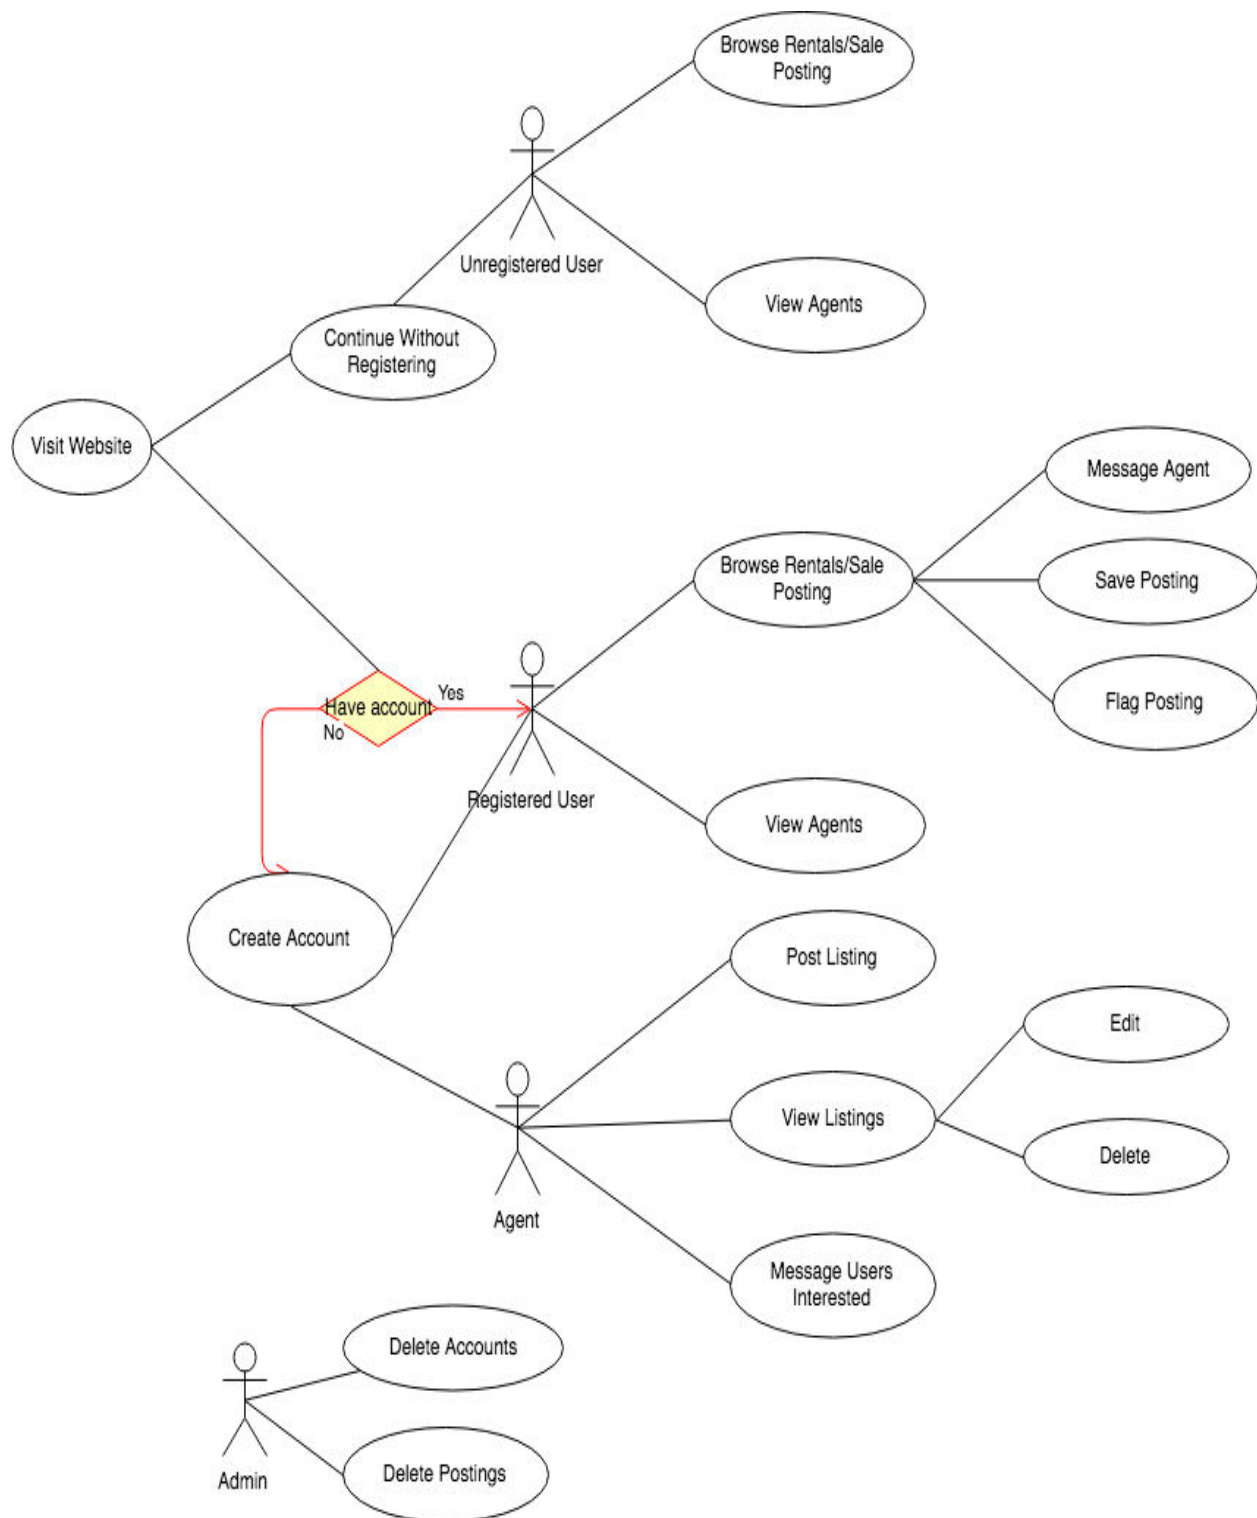 Browse Rentals/Sale
Posting
Unregistered User
View Agents
Continue Without
Registering
Visit Website
Message Agent
Browse Rentals/Sale
Posting
Save Posting
Have account
Yes
No
Flag Posting
Registered User
View Agents
Create Account
Post Listing
Edit
View Listings
Delete
Agent
Message Users
Interested
Delete Accounts
Admin
Delete Postings